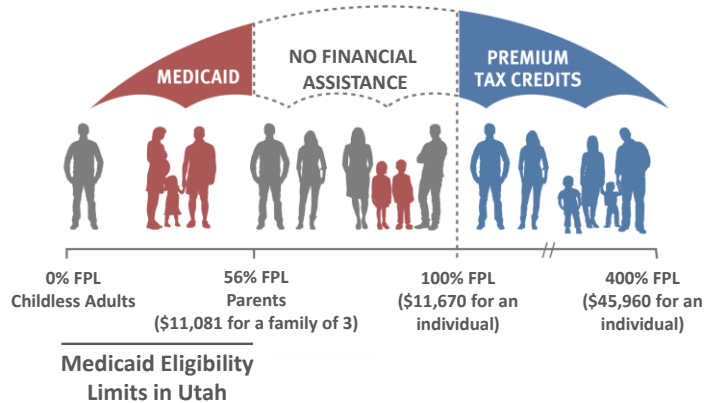 MEDICAID
NO FINANCIAL
ASSISTANCE
PREMIUM
TAX CREDITS
0% FPL
Childless Adults
56% FPL
Parents
($11,081 for a family of 3)
100% FPL
($11,670 for an
individual)
400% FPL
($45,960 for an
individual)
Medicaid Eligibility
Limits in Utah